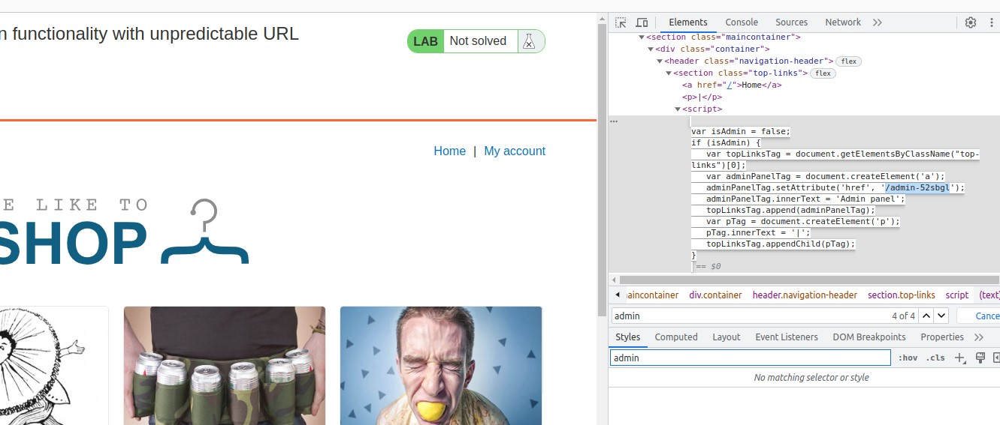 n functionality with unpredictable URL
LAB Not solved
Home | My account
E LIKE TO
SHOP
Elements Console Sources Network
<section class="maincontainer">
<div class="container">
<header class="navigation-header"> flex
<section class="top-links"> flex
<a href="/">Home</a>
<p>|</p>
<script>
var isAdmin = false;
if (isAdmin) {
var topLinksTag = document.getElementsByClassName("top-
links")[0];
var adminPanelTag = document.createElement('a');
adminPanelTag.setAttribute('href', '/admin-52sbgl');
adminPanelTag.innerText = 'Admin panel';
topLinksTag.append(adminPanelTag);
var pTag = document.createElement('p');
pTag.innerText = '|';
topLinksTag.appendChild(pTag);
}
== $0
aincontainer div.container header.navigation-header section.top-links script (text)
admin 4 of 4 Cance
Styles Computed Layout Event Listeners DOM Breakpoints Properties
admin :hov .cls
No matching selector or style